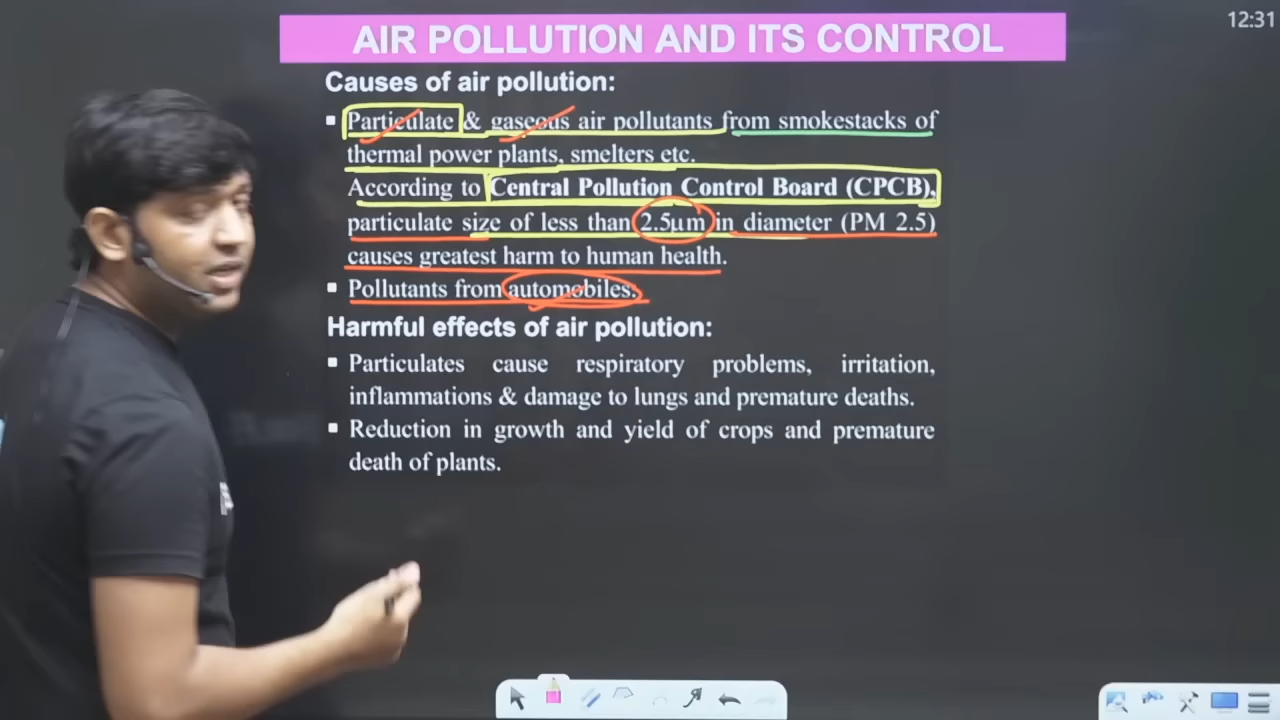 12:31
AIR POLLUTION AND ITS CONTROL
Causes of air pollution:
▪ Particulate & gaseous air pollutants from smokestacks of
thermal power plants, smelters etc.
According to Central Pollution Control Board (CPCB),
particulate size of less than 2.5μm in diameter (PM 2.5)
causes greatest harm to human health.
▪ Pollutants from automobiles.
Harmful effects of air pollution:
▪ Particulates cause respiratory problems, irritation,
inflammations & damage to lungs and premature deaths.
▪ Reduction in growth and yield of crops and premature
death of plants.